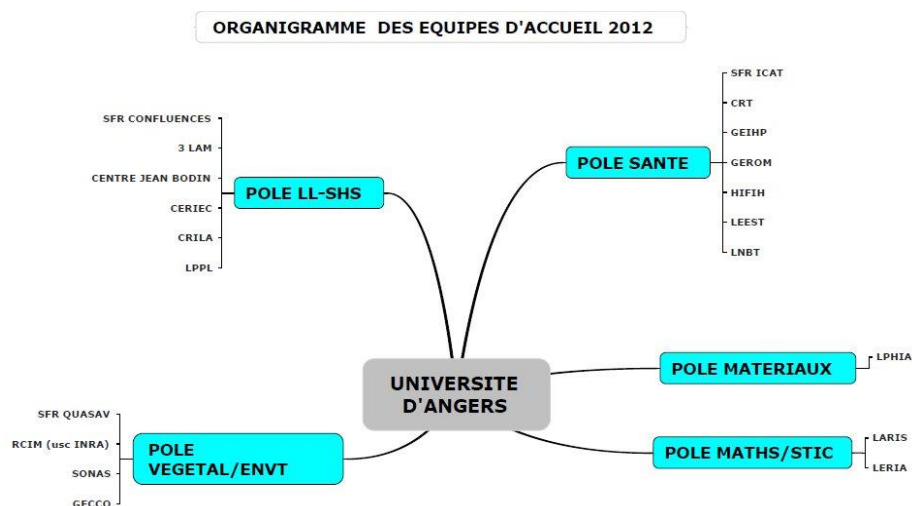 ORGANIGRAMME DES EQUIPES D'ACCUEIL 2012
SFR CONFLUENCES
3 LAM
CENTRE JEAN BODIN
CERIEC
CRILA
LPPL
POLE LL-SHS
SFR ICAT
CRT
GEIHP
GEROM
HIFIH
LEEST
LNBT
POLE SANTE
UNIVERSITE
D'ANGERS
POLE MATERIAUX
LPHIA
POLE MATHS/STIC
LARIS
LERIA
SFR QUASAV
RCIM (usc INRA)
SONAS
GECCO
POLE
VEGETAL/ENVT